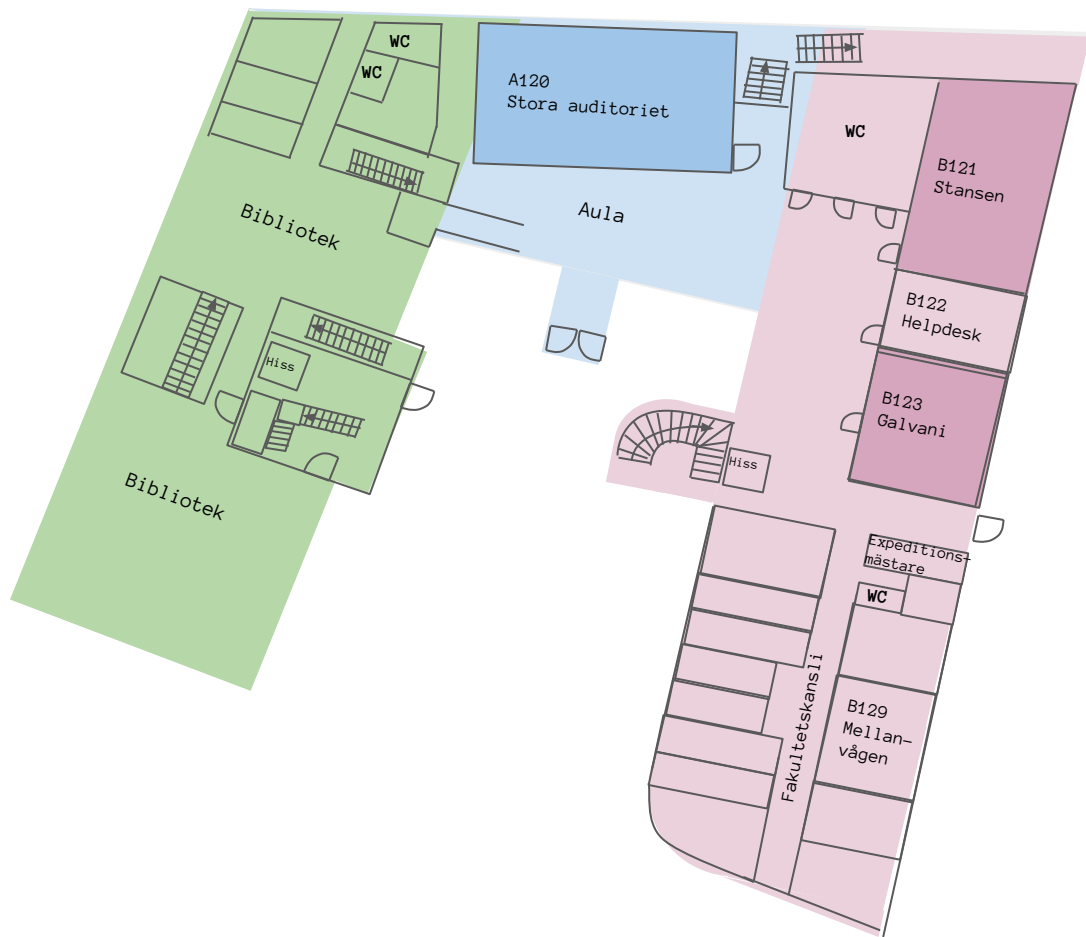 WC
WC
A120
Stora auditoriet
WC
B121
Stansen
Bibliotek
Aula
B122
Helpdesk
Hiss
B123
Galvani
Hiss
Bibliotek
Expeditions-
mästare
WC
Fakultetskansli
B129
Mellan-
vågen